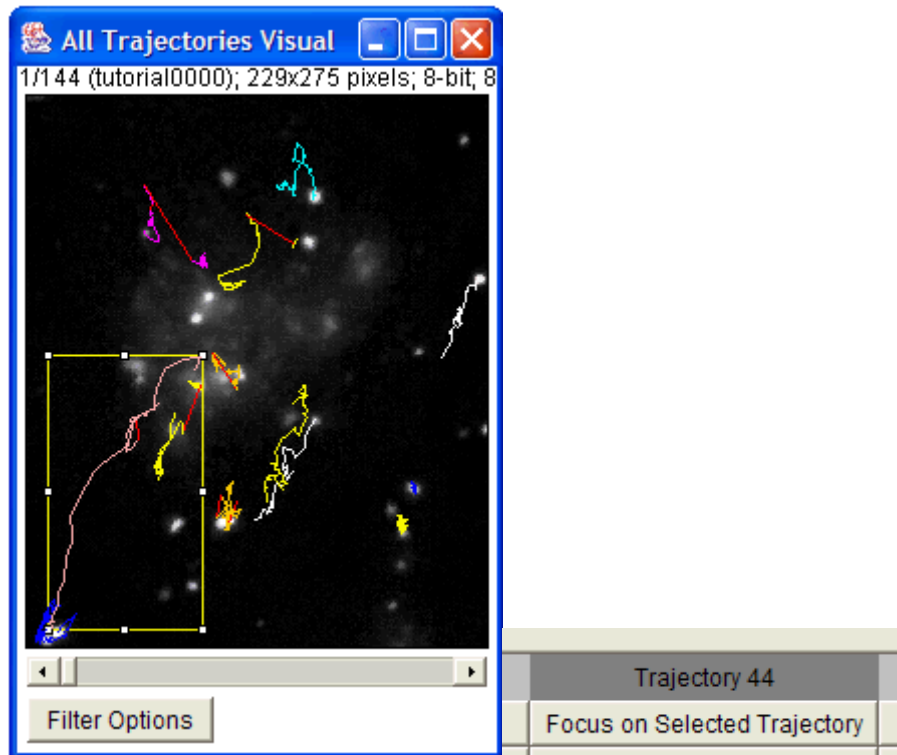 All Trajectories Visual
1/144 (tutorial0000); 229x275 pixels; 8-bit; 8
Filter Options
Trajectory 44
Focus on Selected Trajectory